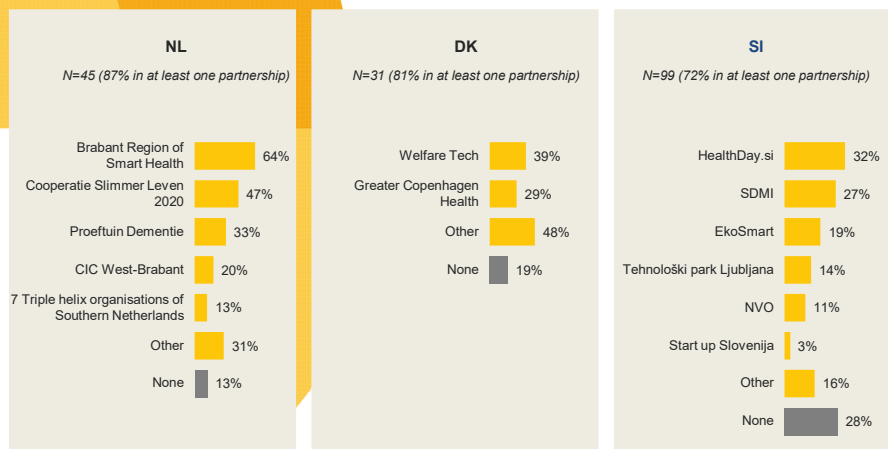 NL
N=45 (87% in at least one partnership)
Brabant Region of
Smart Health
64%
Cooperatie Slimmer Leven
2020
47%
Proeftuin Dementie
33%
CIC West-Brabant
20%
7 Triple helix organisations of
Southern Netherlands
13%
Other
31%
None
13%
DK
N=31 (81% in at least one partnership)
Welfare Tech
39%
Greater Copenhagen
Health
29%
Other
48%
None
19%
SI
N=99 (72% in at least one partnership)
HealthDay.si
32%
SDMI
27%
EkoSmart
19%
Tehnološki park Ljubljana
14%
NVO
11%
Start up Slovenija
3%
Other
16%
None
28%